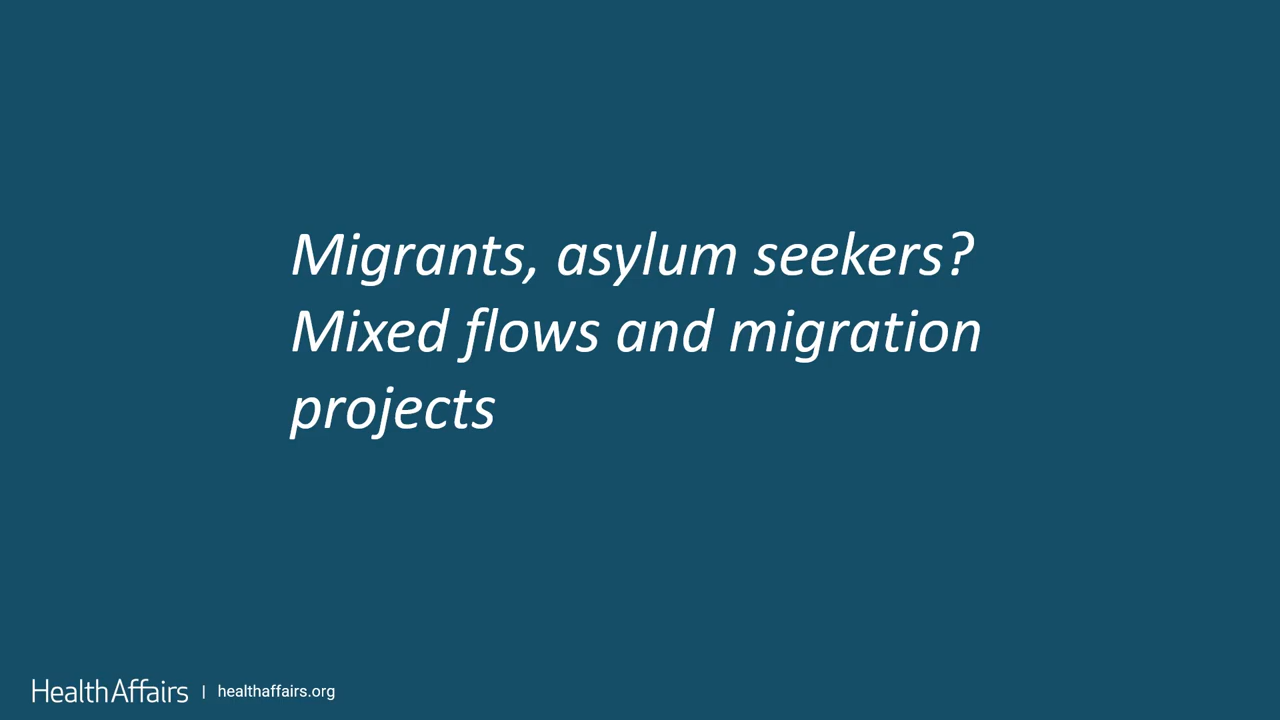 Migrants, asylum seekers?
Mixed flows and migration
projects
HealthAffairs | healthaffairs.org